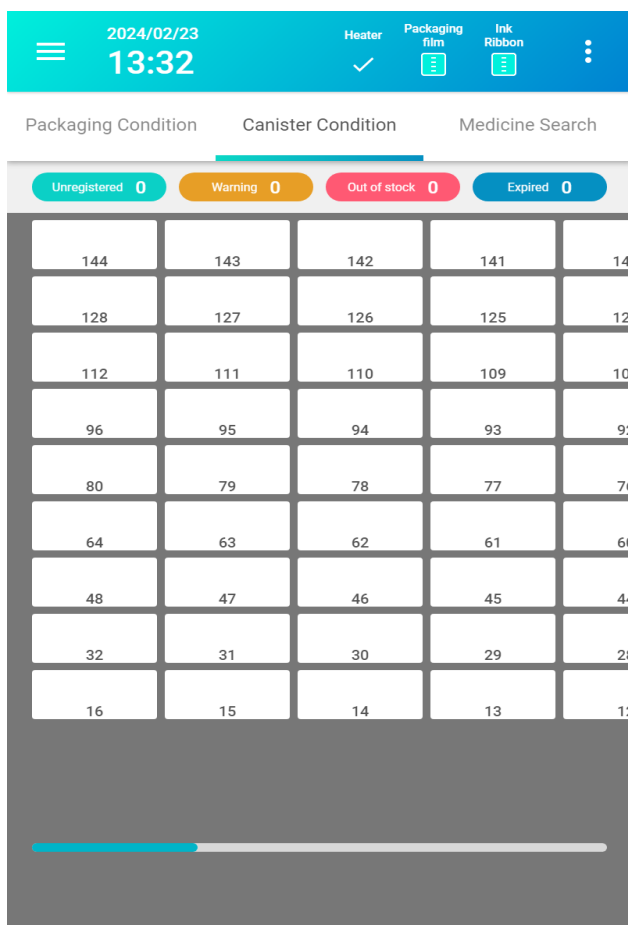 2024/02/23
13:32
Heater
Packaging
film
Ink
Ribbon
Packaging Condition
Canister Condition
Medicine Search
Unregistered 0
Warning 0
Out of stock 0
Expired 0
144 143 142 141
128 127 126 125
112 111 110 109
96 95 94 93
80 79 78 77
64 63 62 61
48 47 46 45
32 31 30 29
16 15 14 13